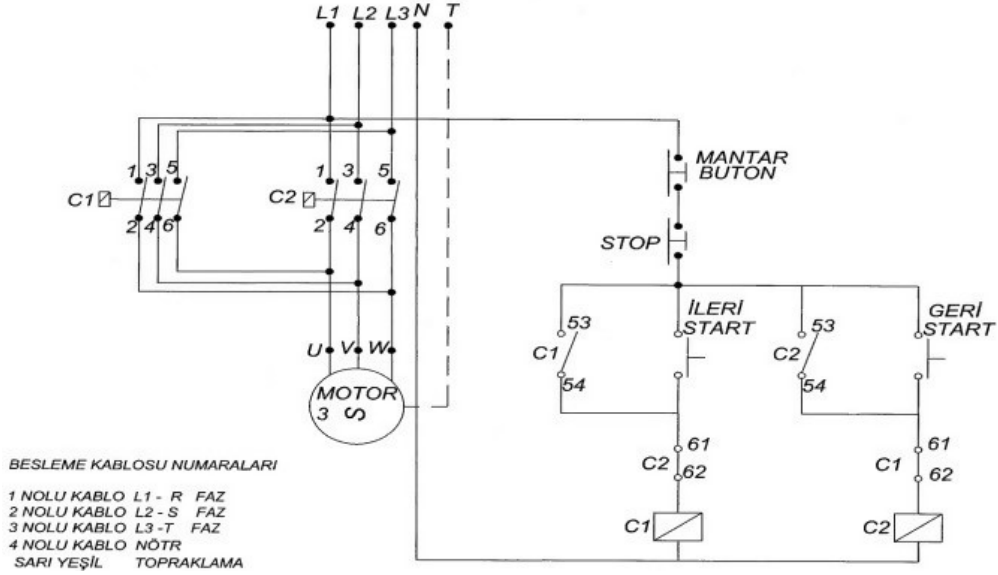 L1 L2 L3 N T
1 3 5
C1
2 4 6
1 3 5
C2
2 4 6
U V W
MOTOR
3
MANTAR
BUTON
STOP
53
C1
54
İLERİ
START
53
C2
54
GERİ
START
61
C2
62
61
C1
62
C1
C2
BESLEME KABLOSU NUMARALARI
1 NOLU KABLO L1 - R FAZ
2 NOLU KABLO L2 - S FAZ
3 NOLU KABLO L3 -T FAZ
4 NOLU KABLO NÖTR
SARI YEŞİL TOPRAKLAMA